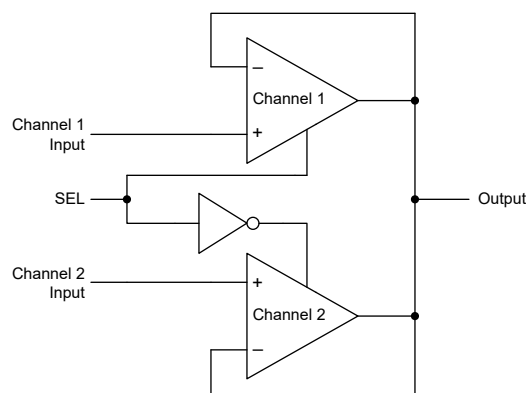 −
Channel 1
+
Channel 1
Input
SEL
Output
Channel 2
Input
+
Channel 2
−